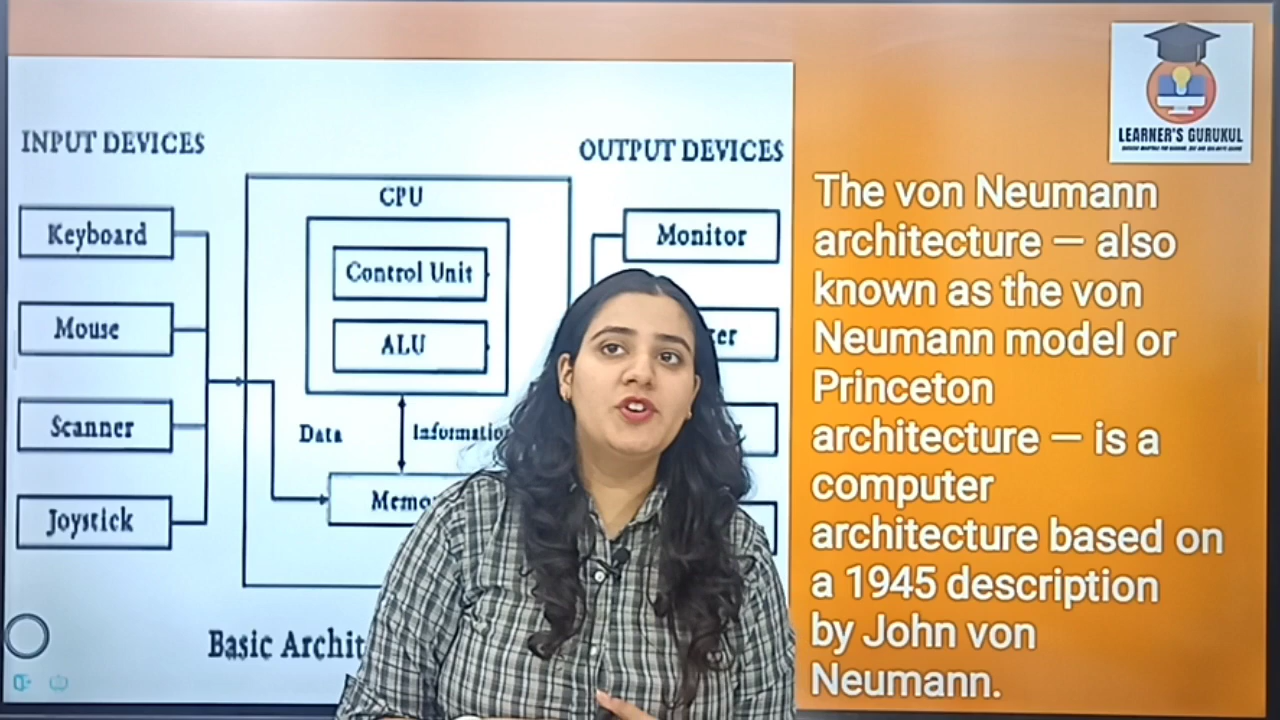 INPUT DEVICES
Keyboard
Mouse
Scanner
Joystick
CPU
Control Unit
ALU
Data
OUTPUT DEVICES
Monitor
Basic
LEARNER'S GURUKUL
The von Neumann
architecture — also
known as the von
Neumann model or
Princeton
architecture — is a
computer
architecture based on
a 1945 description
by John von
Neumann.